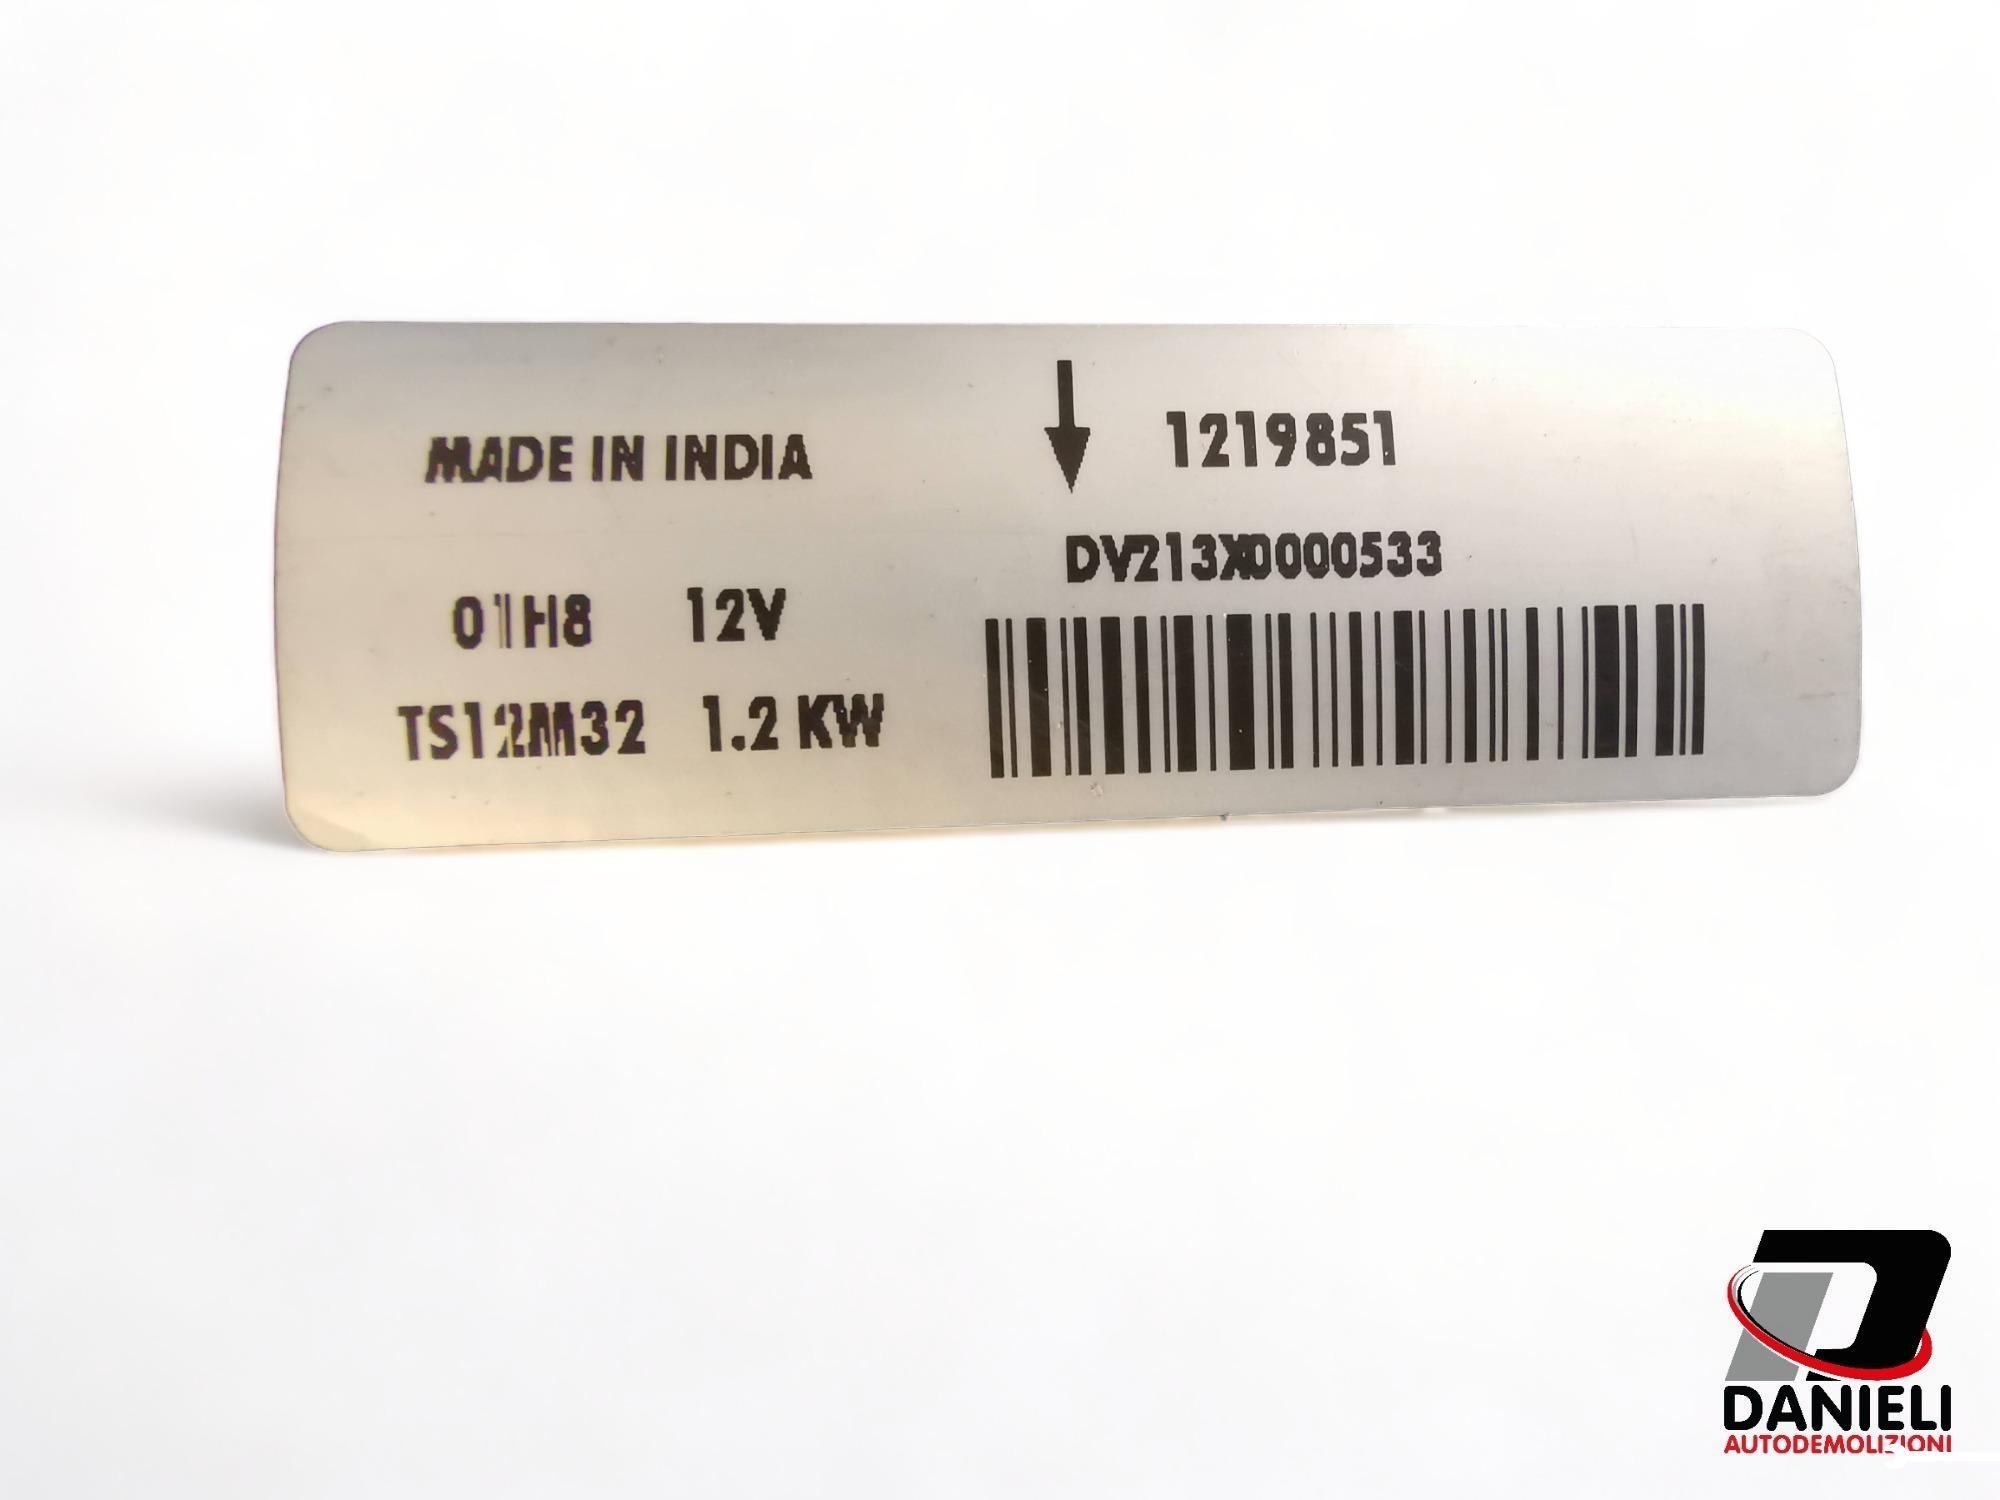 MADE IN INDIA
1219851
DV213X0000533
01H8 12V
TS12M32 1.2 KW
DANIELI
AUTODEMOLIZIONI